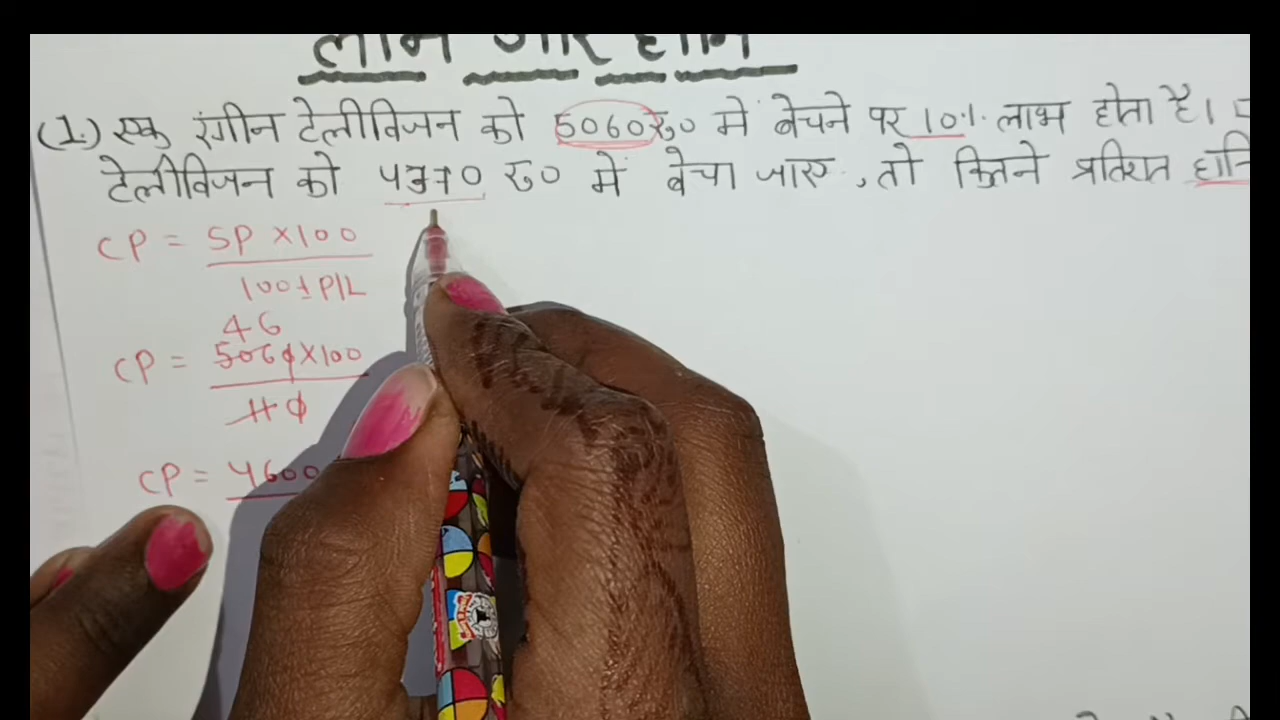 लाभ और हानि
(1.) एक रंगीन टेलीविजन को 5060 रु० में बेचने पर 10% लाभ होता है।
टेलीविजन को 4370 रु० में बेचा जाए, तो कितने प्रतिशत हानि
CP = SP ×100
100±P/L
46
CP = 5060×100
110
CP = 4600